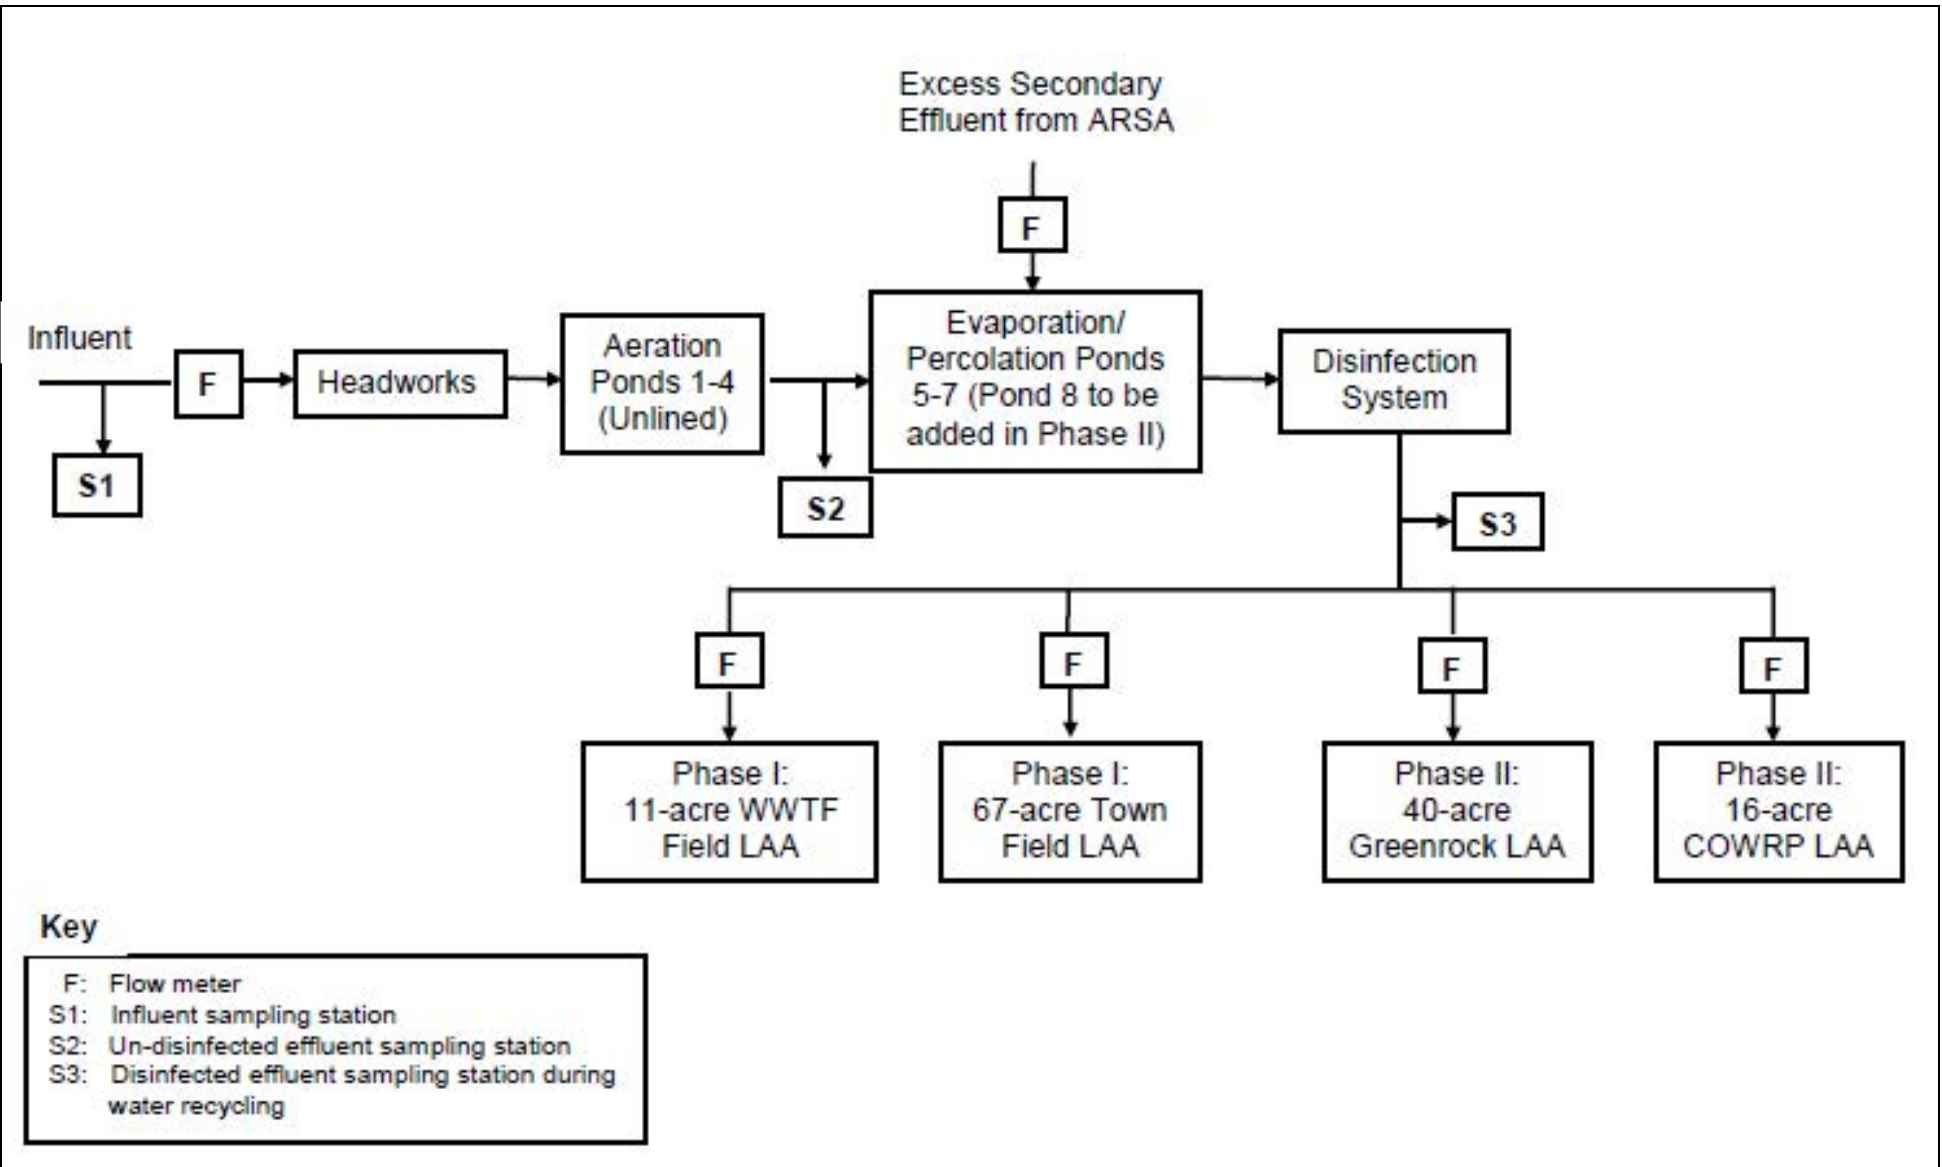 Excess Secondary
Effluent from ARSA
F
Influent
F
Headworks
Aeration
Ponds 1-4
(Unlined)
Evaporation/
Percolation Ponds
5-7 (Pond 8 to be
added in Phase II)
Disinfection
System
S1
S2
S3
F
F
F
F
Phase I:
11-acre WWTF
Field LAA
Phase I:
67-acre Town
Field LAA
Phase II:
40-acre
Greenrock LAA
Phase II:
16-acre
COWRP LAA
Key
F: Flow meter
S1: Influent sampling station
S2: Un-disinfected effluent sampling station
S3: Disinfected effluent sampling station during
water recycling